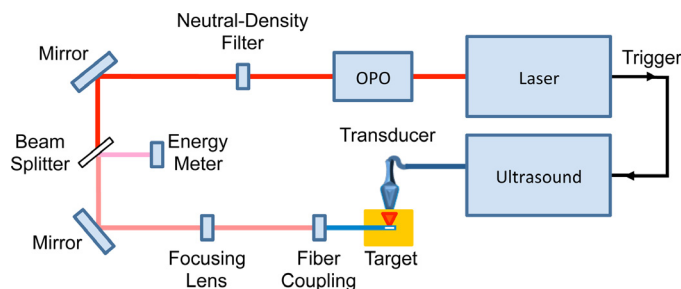 Neutral-Density
Filter
Mirror
OPO
Laser
Trigger
Beam
Splitter
Energy
Meter
Transducer
Ultrasound
Mirror
Focusing
Lens
Fiber
Coupling
Target